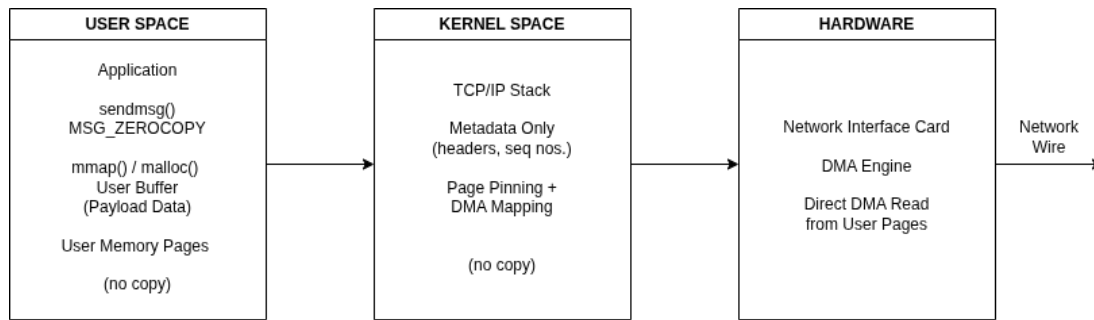 USER SPACE
Application
sendmsg()
MSG_ZEROCOPY
mmap() / malloc()
User Buffer
(Payload Data)
User Memory Pages
(no copy)
KERNEL SPACE
TCP/IP Stack
Metadata Only
(headers, seq nos.)
Page Pinning +
DMA Mapping
(no copy)
HARDWARE
Network Interface Card
DMA Engine
Direct DMA Read
from User Pages
Network
Wire